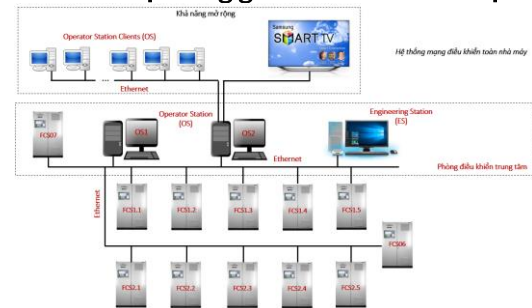 Khả năng mở rộng
Operator Station Clients (OS)
Samsung
SMART TV
Hệ thống mạng điều khiển toàn nhà máy
...
Ethernet
Operator Station
(OS)
Engineering Station
(ES)
FCS07
OS1
OS2
Ethernet
Phòng điều khiển trung tâm
Ethernet
FCS1.1
FCS1.2
FCS1.3
FCS1.4
FCS1.5
FCS06
FCS2.1
FCS2.2
FCS2.3
FCS2.4
FCS2.5